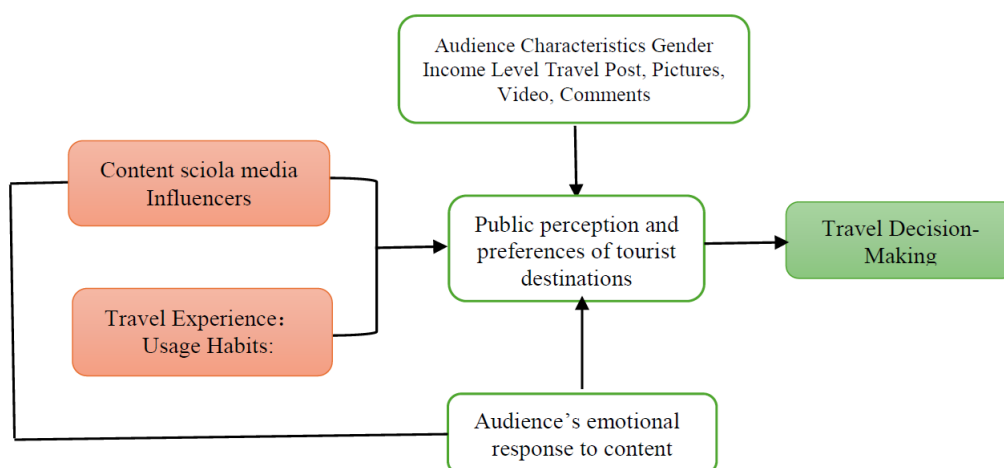 Audience Characteristics Gender
Income Level Travel Post, Pictures,
Video, Comments
Content sciola media
Influencers
Public perception and
preferences of tourist
destinations
Travel Decision-
Making
Travel Experience：
Usage Habits:
Audience’s emotional
response to content